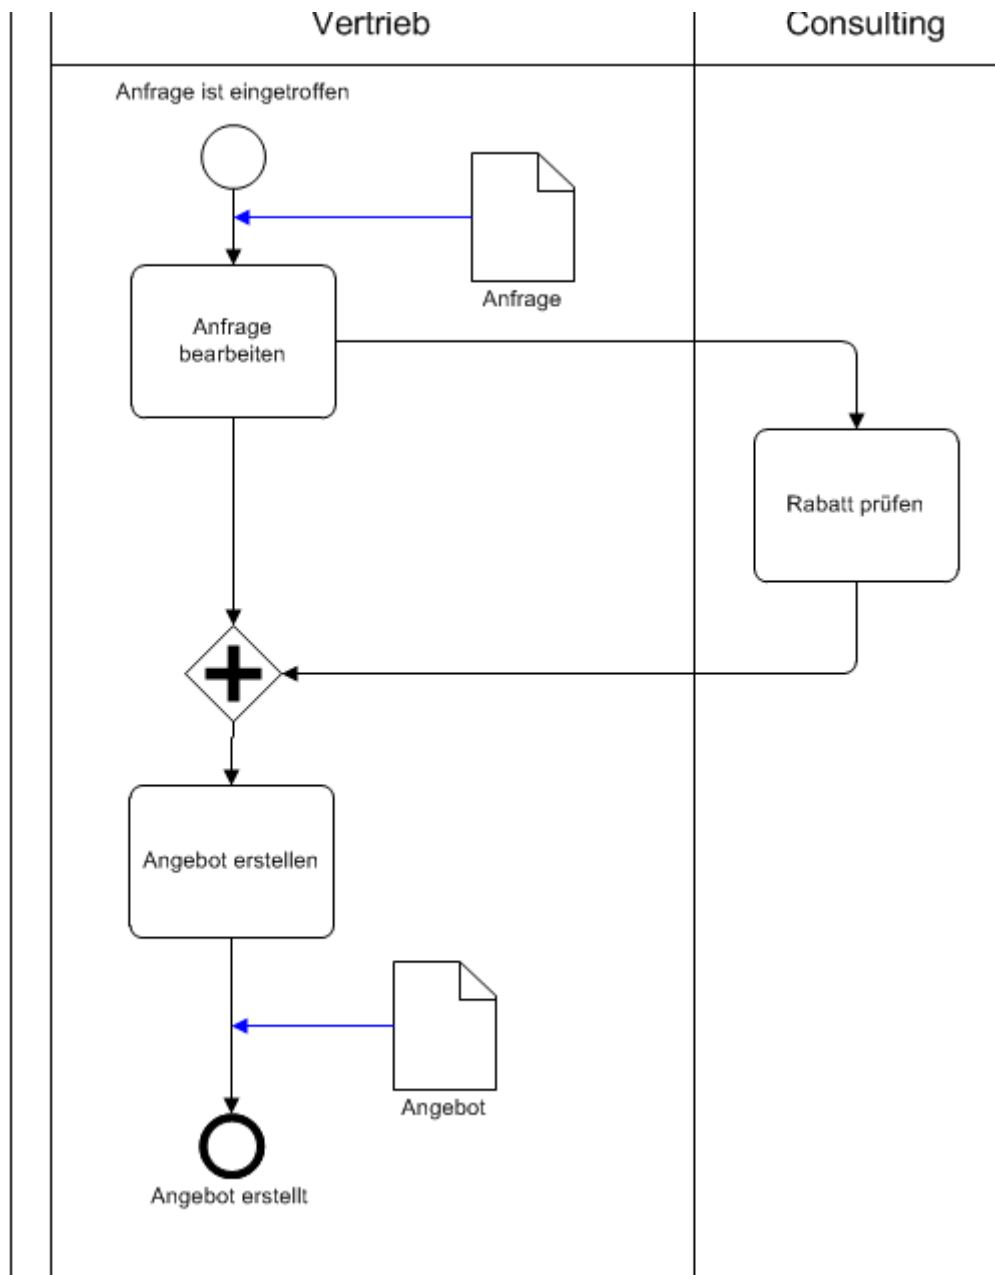 Vertrieb
Consulting
Anfrage ist eingetroffen
Anfrage
Anfrage
bearbeiten
Rabatt prüfen
Angebot erstellen
Angebot
Angebot erstellt